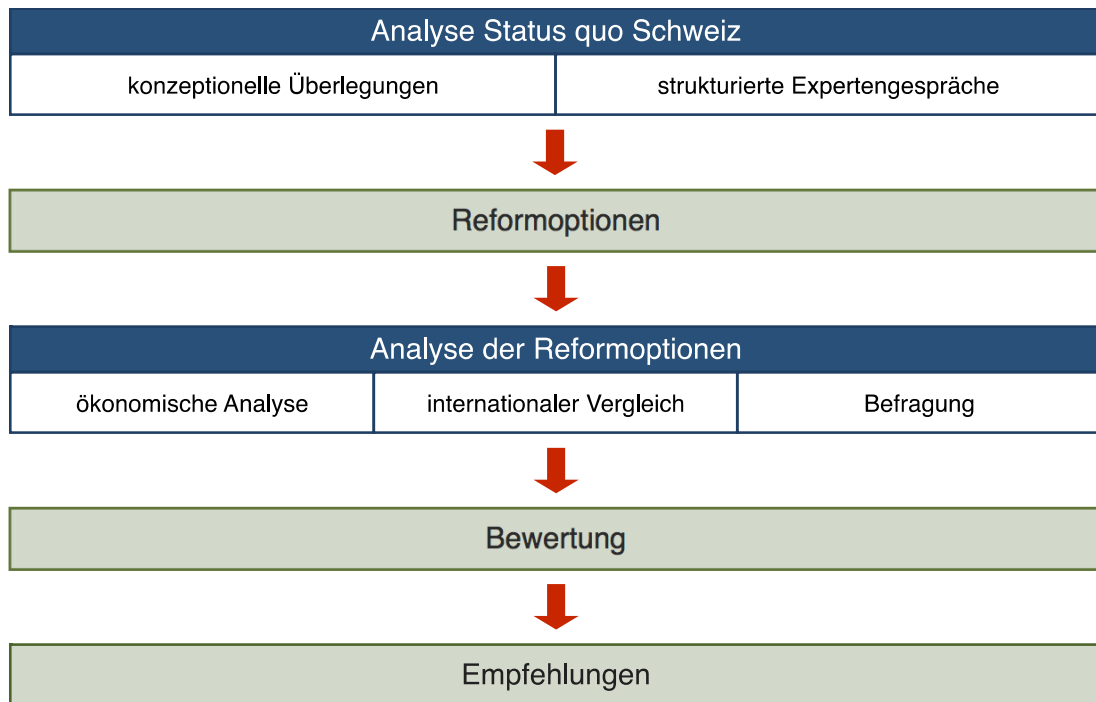 Analyse Status quo Schweiz
konzeptionelle Überlegungen
strukturierte Expertengespräche
Reformoptionen
Analyse der Reformoptionen
ökonomische Analyse
internationaler Vergleich
Befragung
Bewertung
Empfehlungen